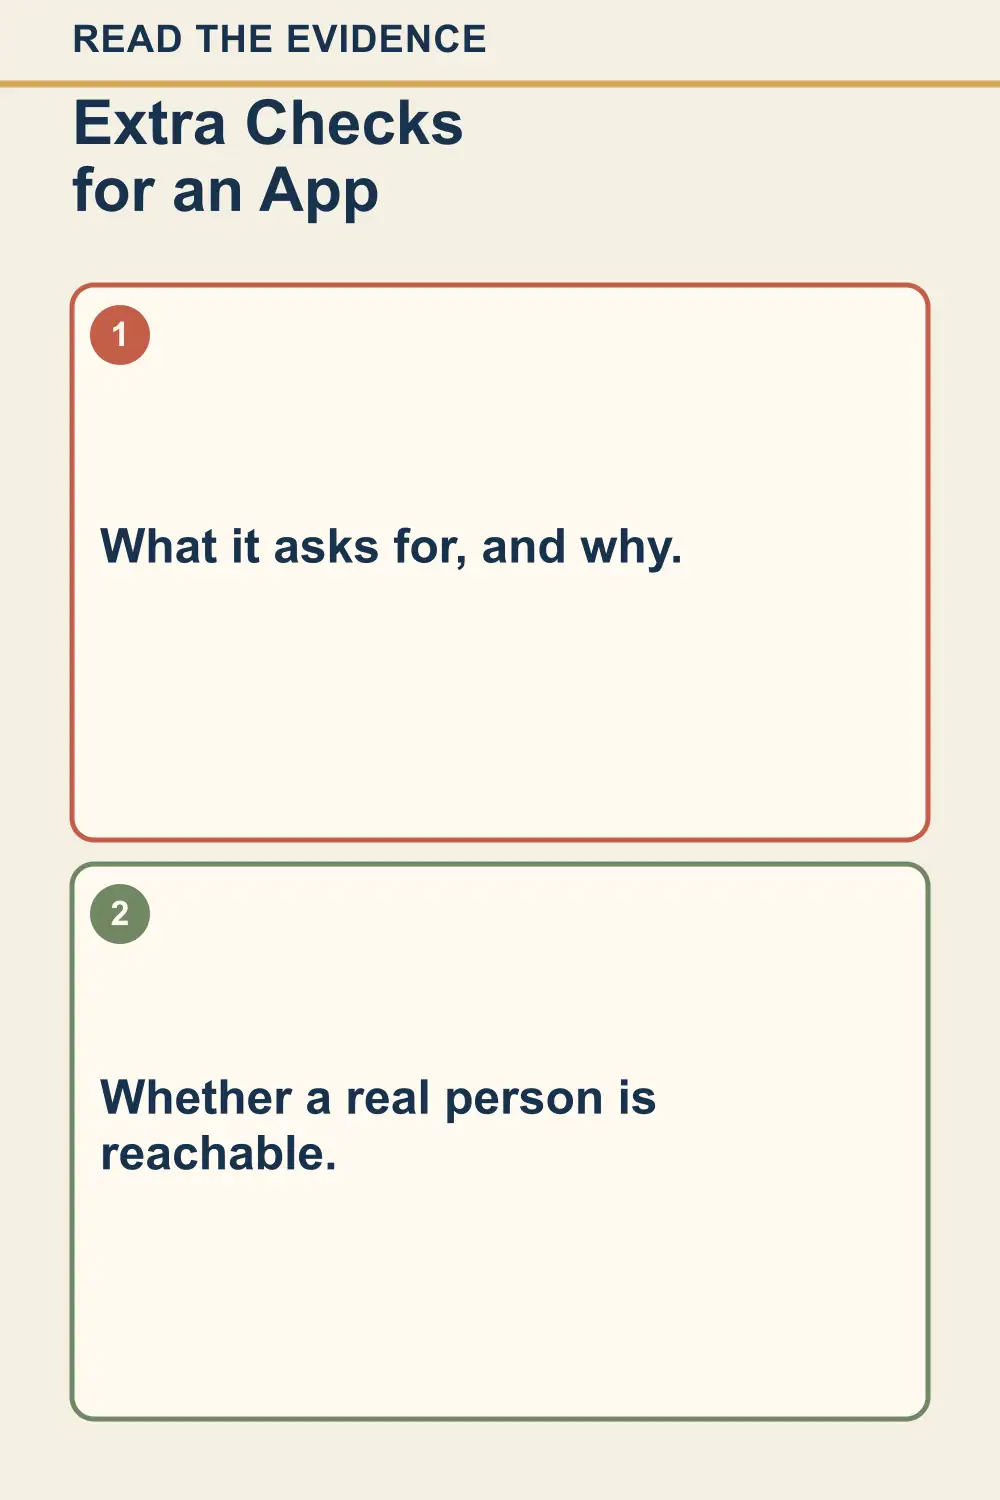 READ THE EVIDENCE
Extra Checks
for an App
1
What it asks for, and why.
2
Whether a real person is
reachable.